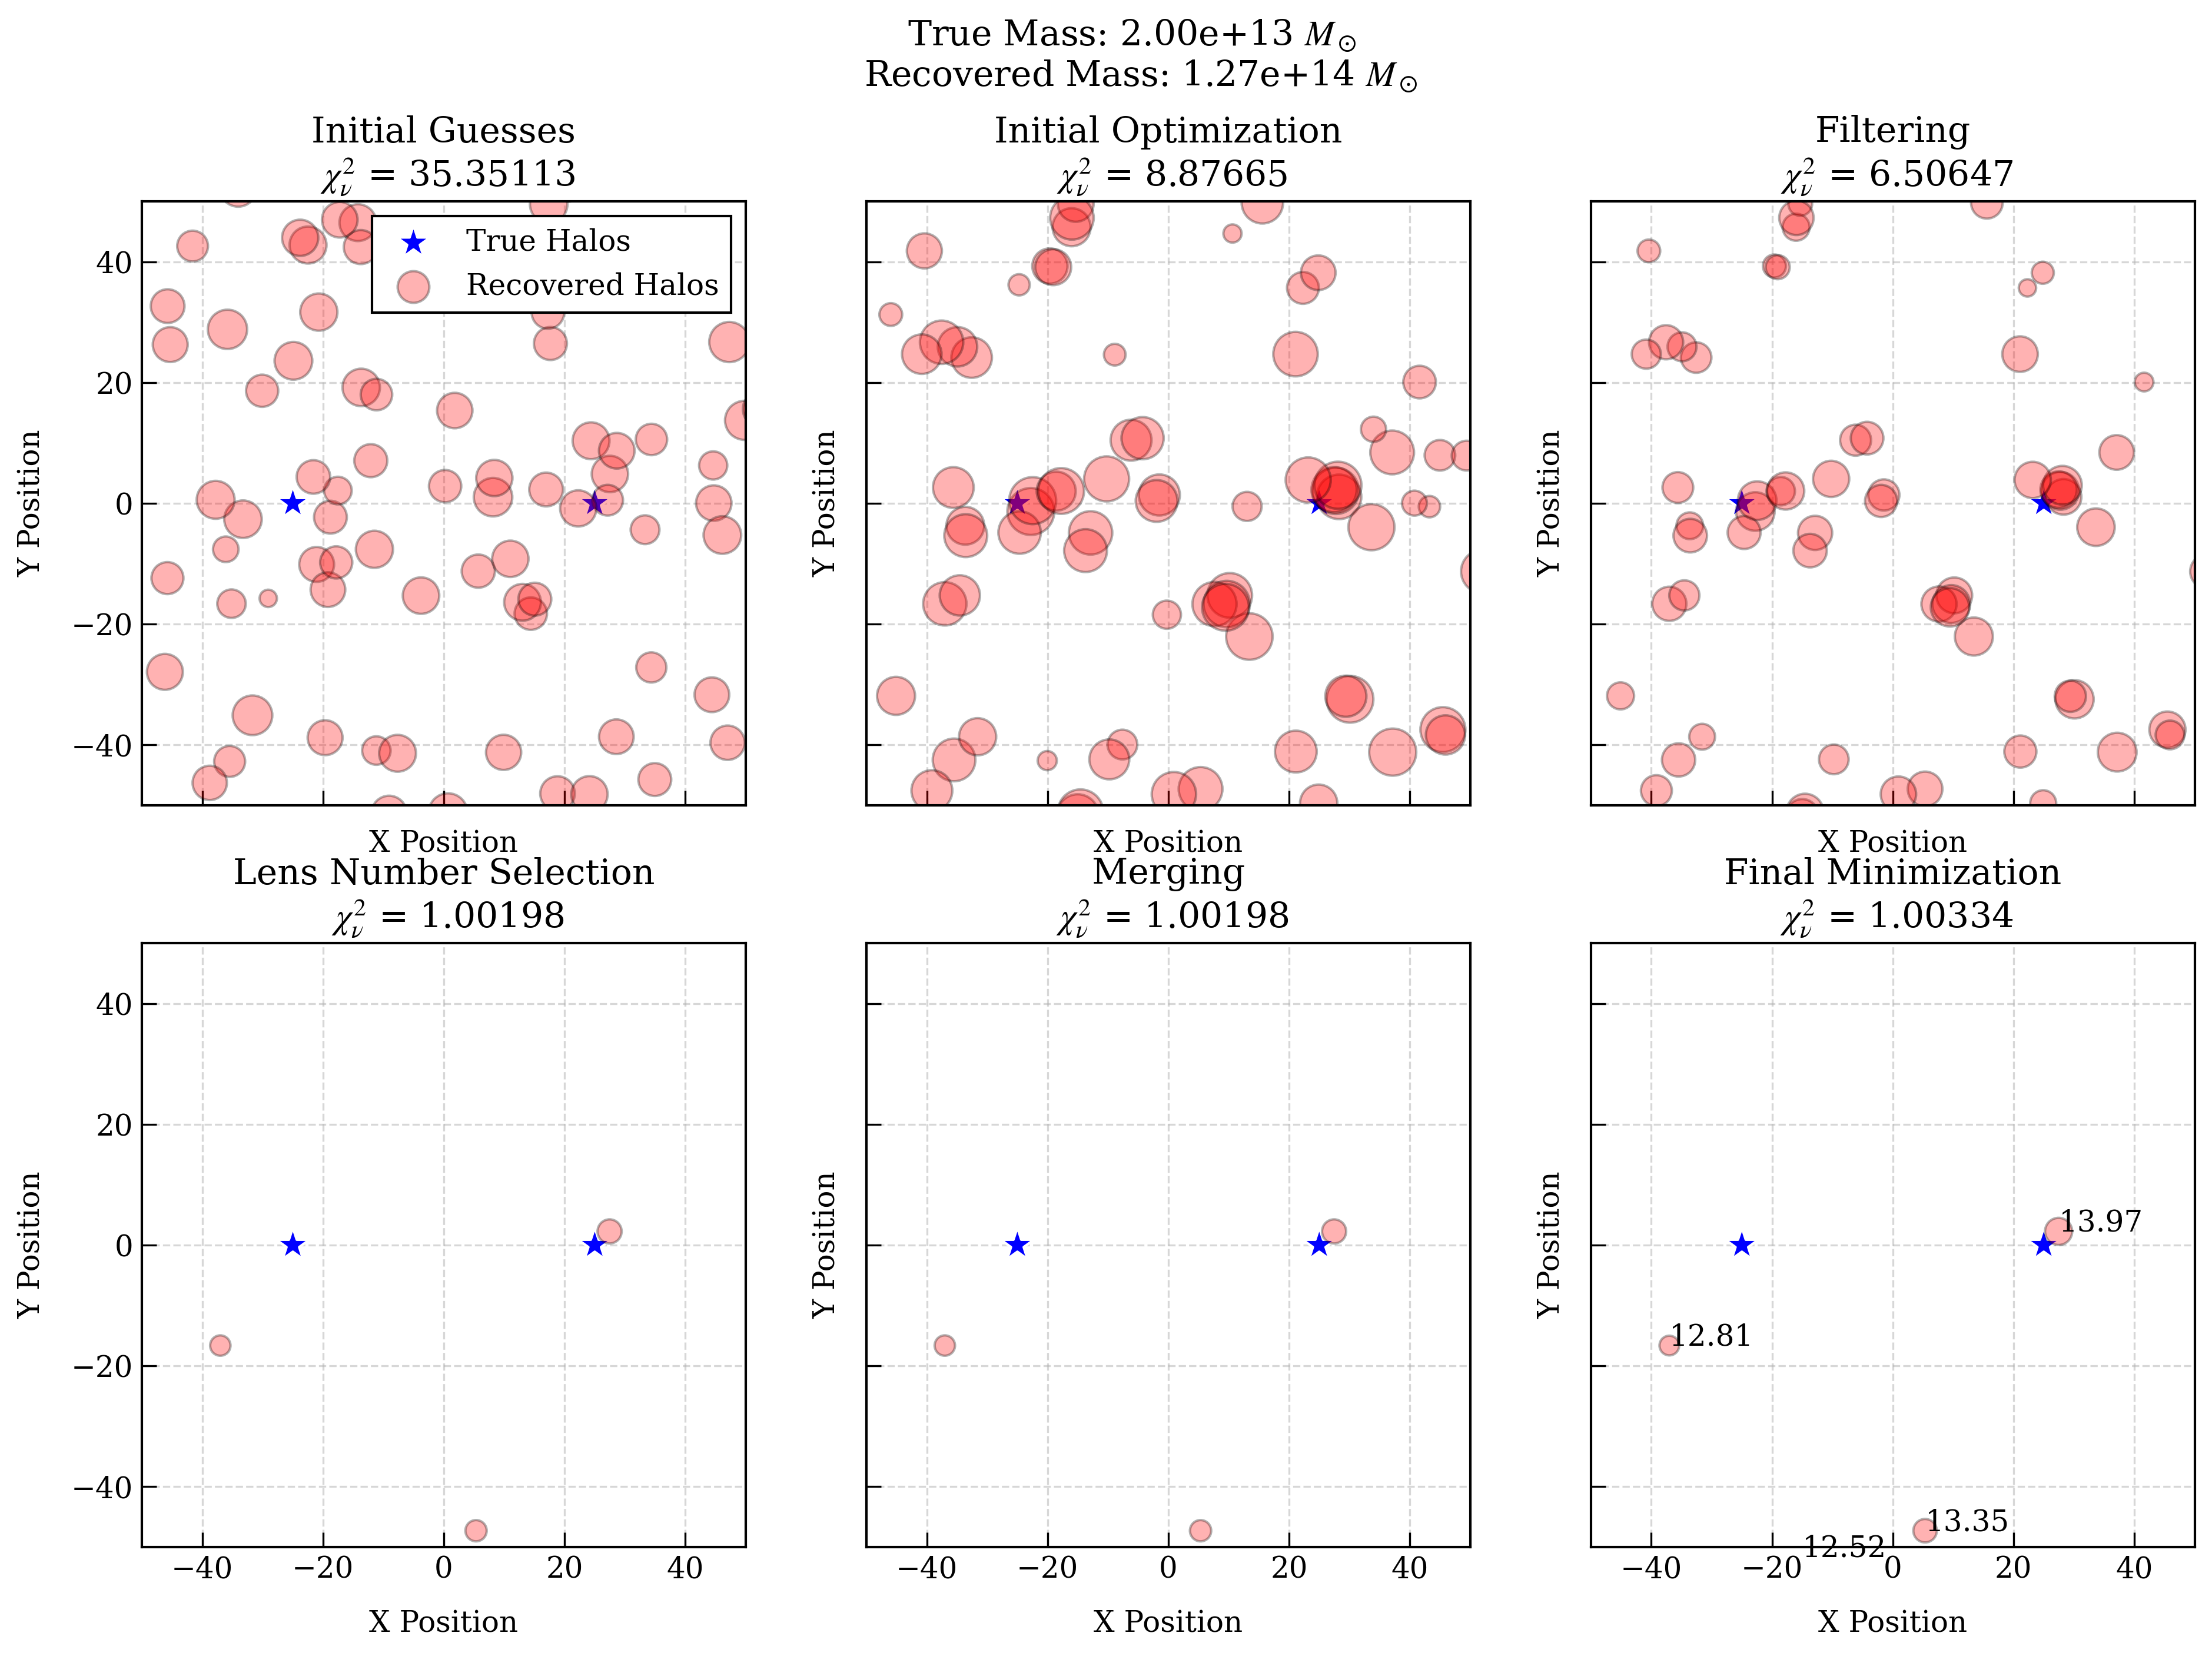 True Mass: 2.00e+13 M⊙
Recovered Mass: 1.27e+14 M⊙
Initial Guesses
χ²ν = 35.35113
Initial Optimization
χ²ν = 8.87665
Filtering
χ²ν = 6.50647
True Halos
Recovered Halos
40
20
0
−20
−40
Y Position
Y Position
Y Position
X Position
X Position
X Position
Lens Number Selection
χ²ν = 1.00198
Merging
χ²ν = 1.00198
Final Minimization
χ²ν = 1.00334
40
20
0
−20
−40
Y Position
Y Position
Y Position
13.97
12.81
13.35
12.52
−40 −20 0 20 40
−40 −20 0 20 40
−40 −20 0 20 40
X Position
X Position
X Position